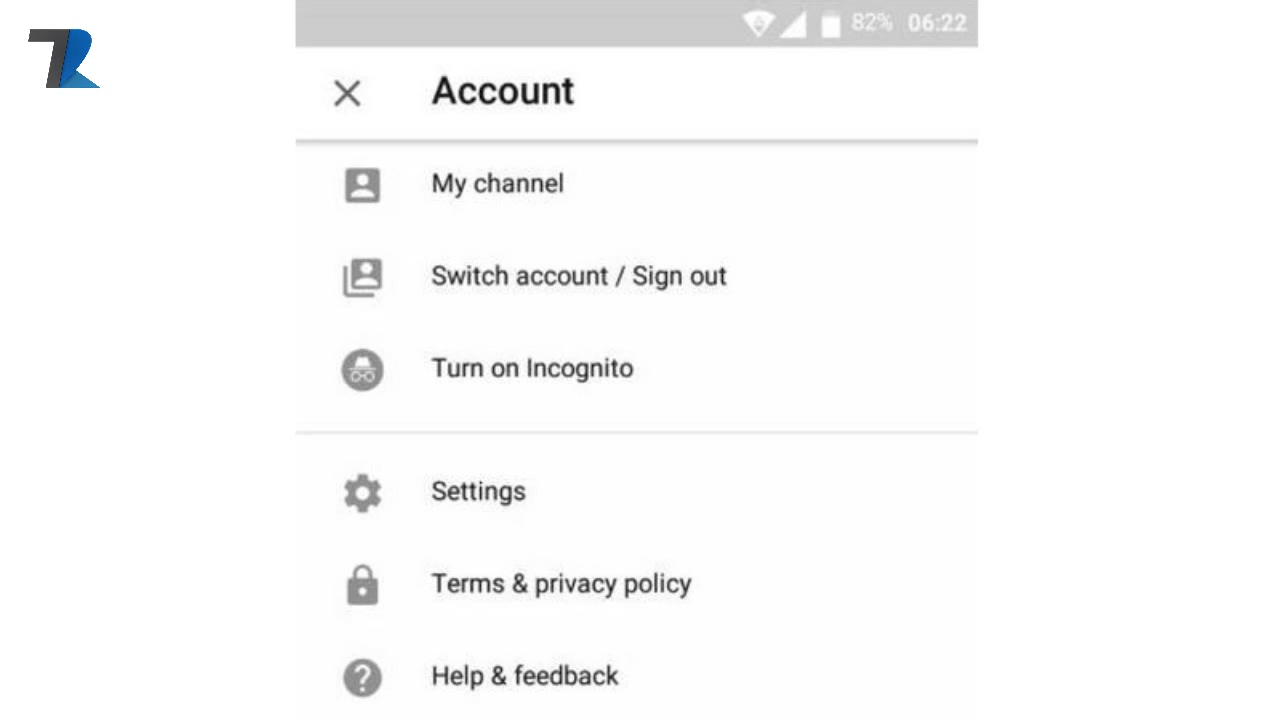 82% 06:22
Account
My channel
Switch account / Sign out
Turn on Incognito
Settings
Terms & privacy policy
Help & feedback